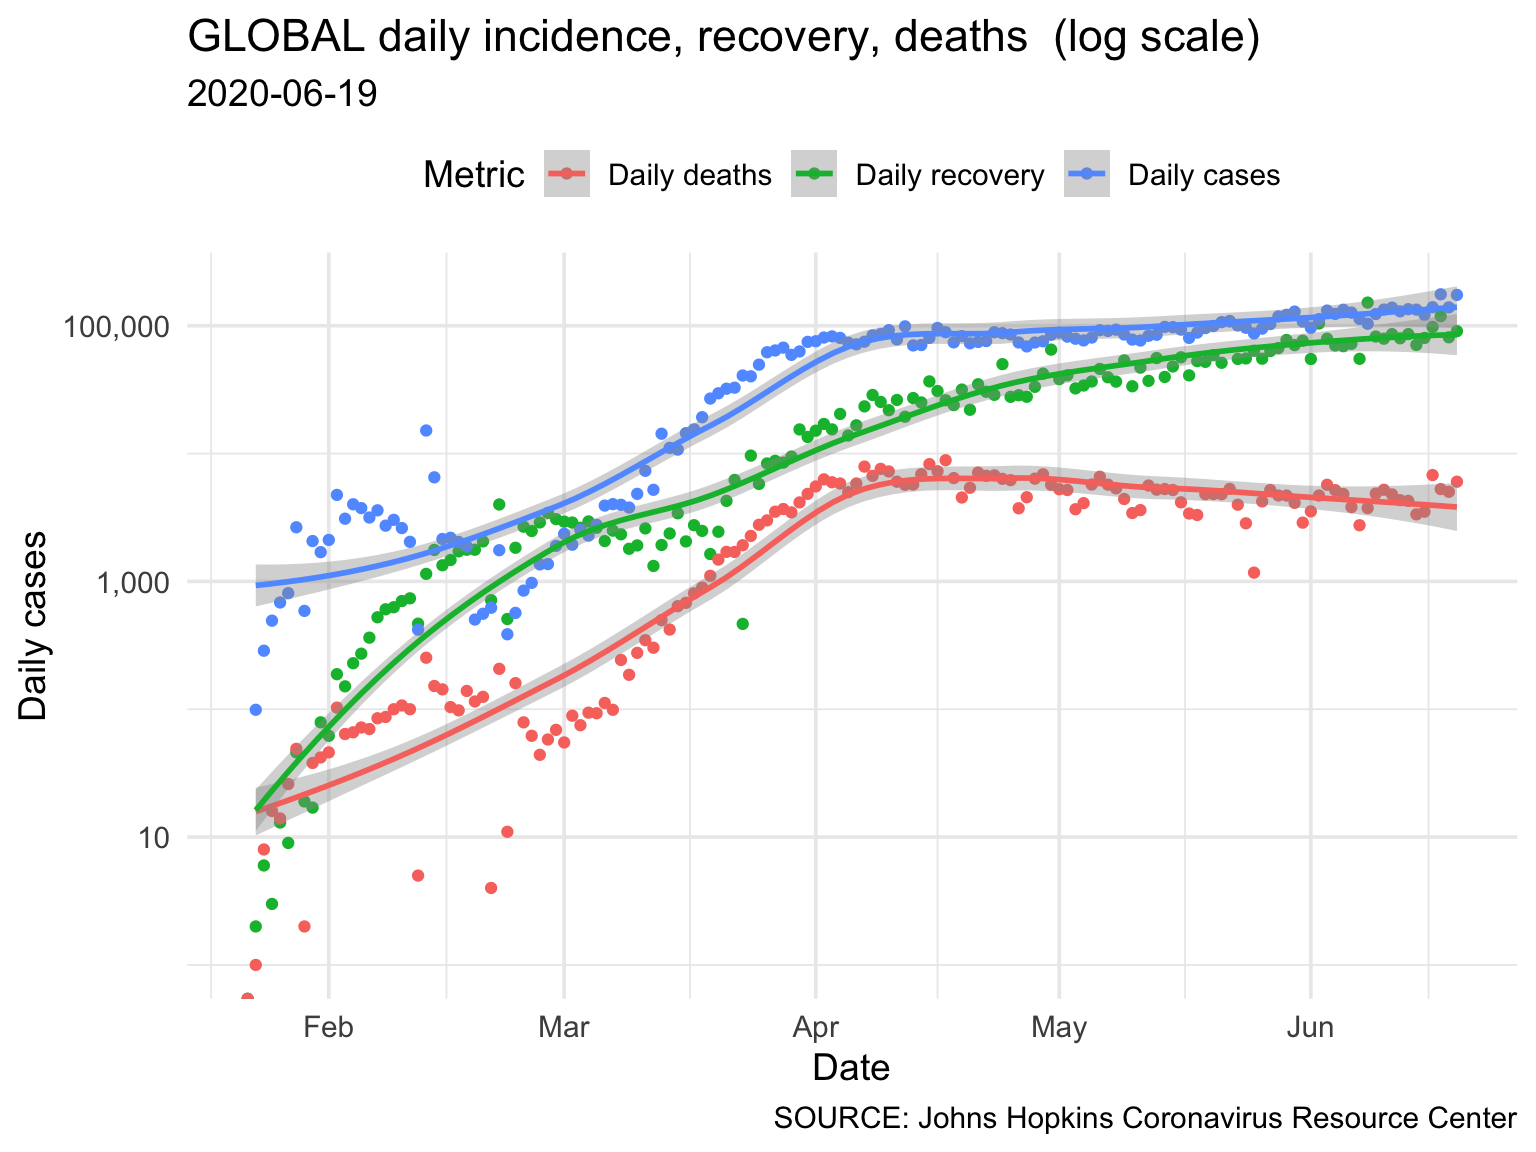 GLOBAL daily incidence, recovery, deaths  (log scale)
2020-06-19
Metric Daily deaths Daily recovery Daily cases
100,000
1,000
10
Daily cases
Feb Mar Apr May Jun
Date
SOURCE: Johns Hopkins Coronavirus Resource Center